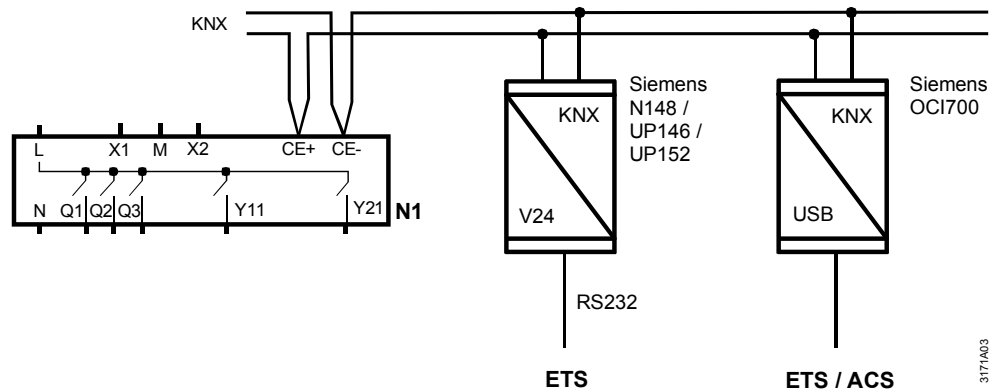 KNX
Siemens
N148 /
UP146 /
UP152
KNX
V24
Siemens
OCI700
KNX
USB
L X1 M X2 CE+ CE-
N Q1 Q2 Q3 Y11 Y21
N1
RS232
ETS
ETS / ACS
3171A03